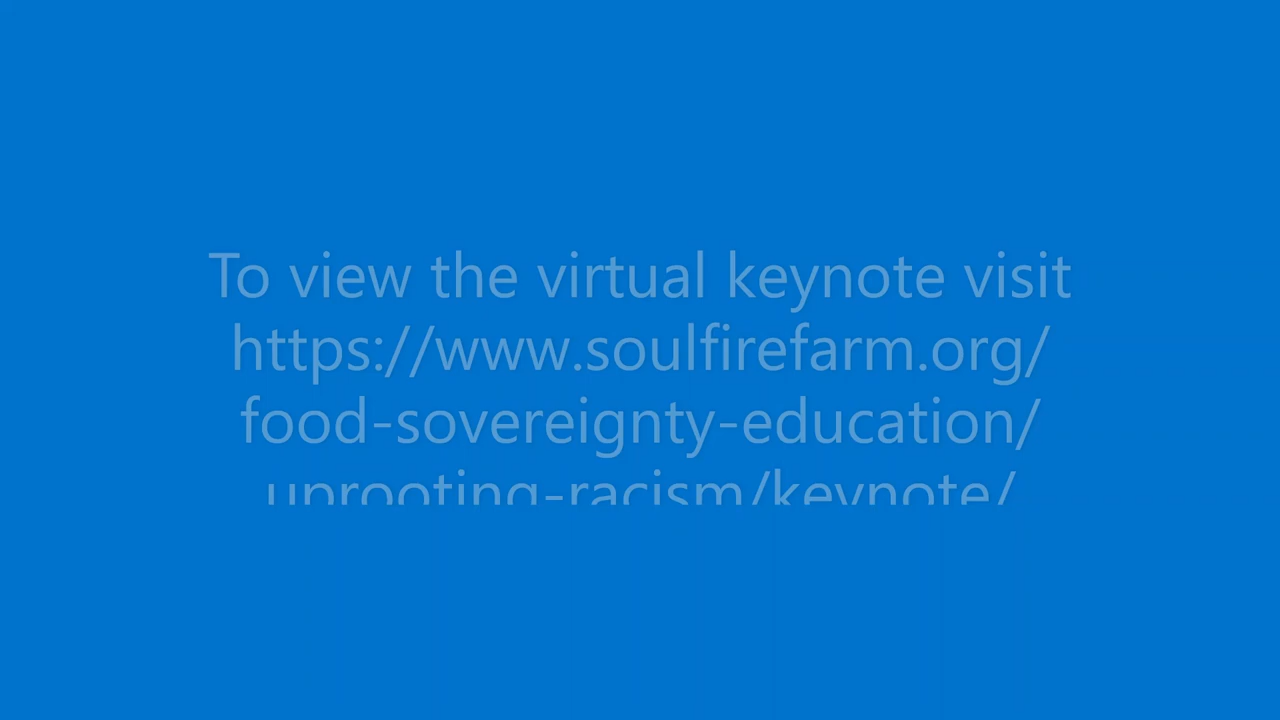 To view the virtual keynote visit
https://www.soulfirefarm.org/
food-sovereignty-education/
uprooting-racism/keynote/